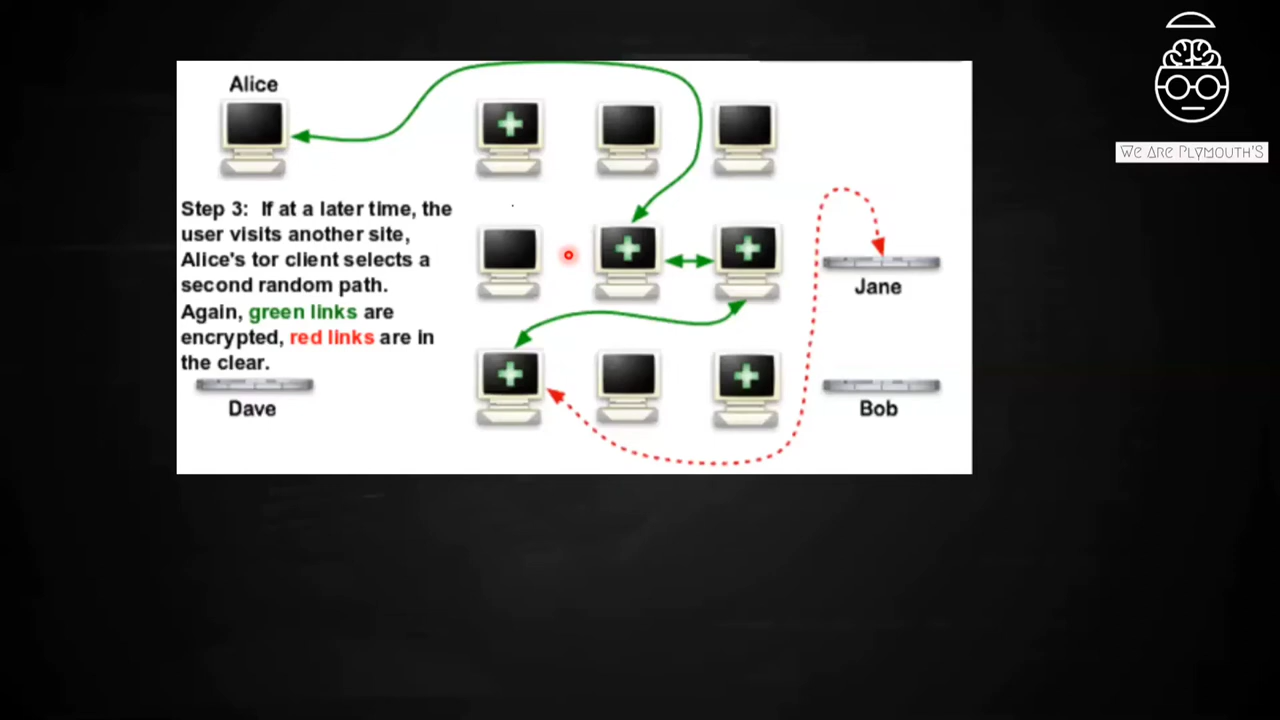 We Are Plymouth's
Alice
Step 3: If at a later time, the
user visits another site,
Alice's tor client selects a
second random path.
Again, green links are
encrypted, red links are in
the clear.
Dave
Jane
Bob